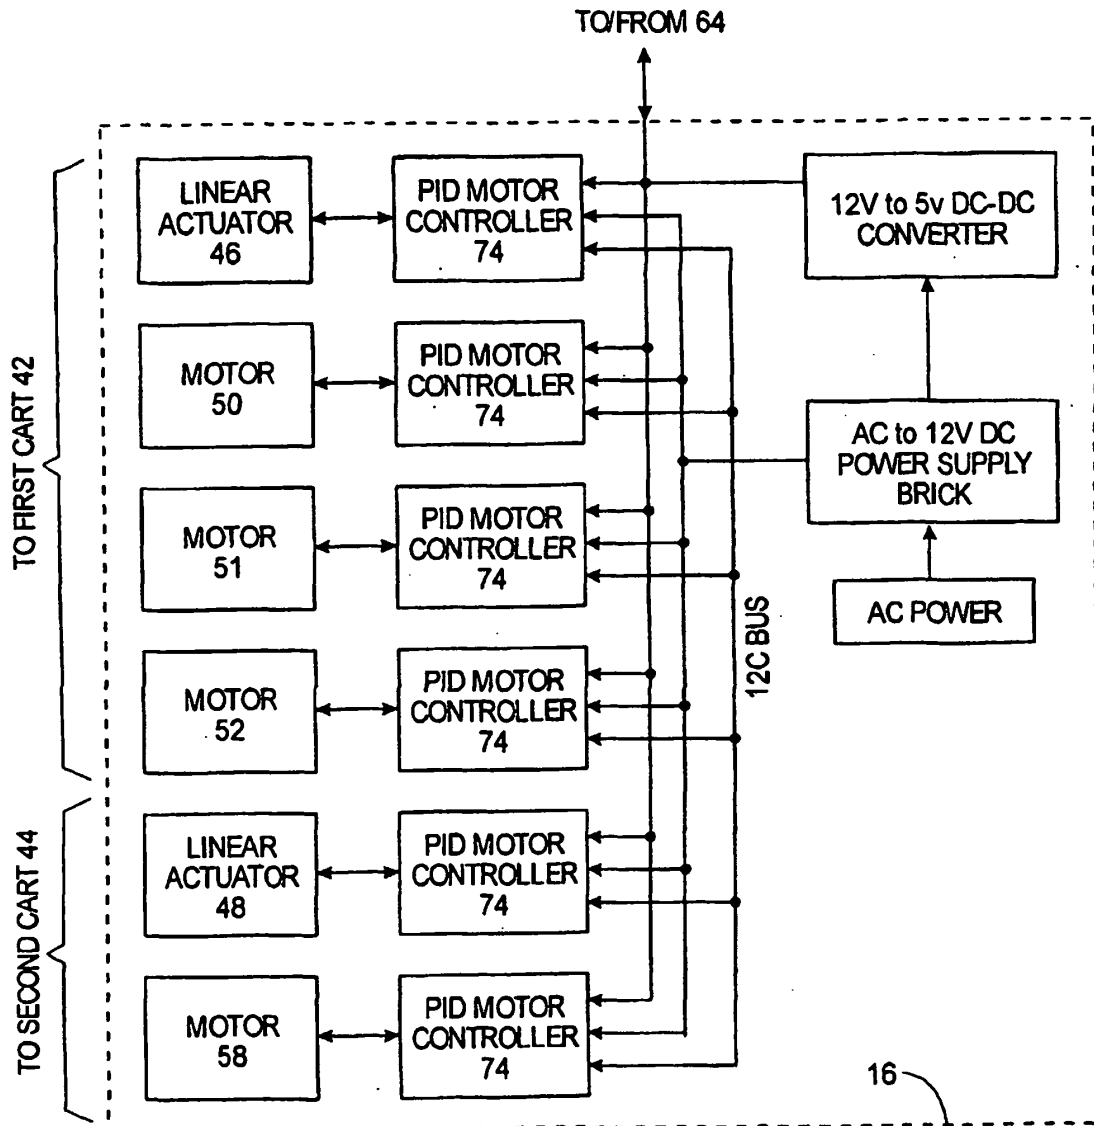 TO/FROM 64
TO FIRST CART 42
LINEAR
ACTUATOR
46
PID MOTOR
CONTROLLER
74
12V to 5v DC-DC
CONVERTER
MOTOR
50
PID MOTOR
CONTROLLER
74
AC to 12V DC
POWER SUPPLY
BRICK
MOTOR
51
PID MOTOR
CONTROLLER
74
AC POWER
12C BUS
MOTOR
52
PID MOTOR
CONTROLLER
74
TO SECOND CART 44
LINEAR
ACTUATOR
48
PID MOTOR
CONTROLLER
74
MOTOR
58
PID MOTOR
CONTROLLER
74
16